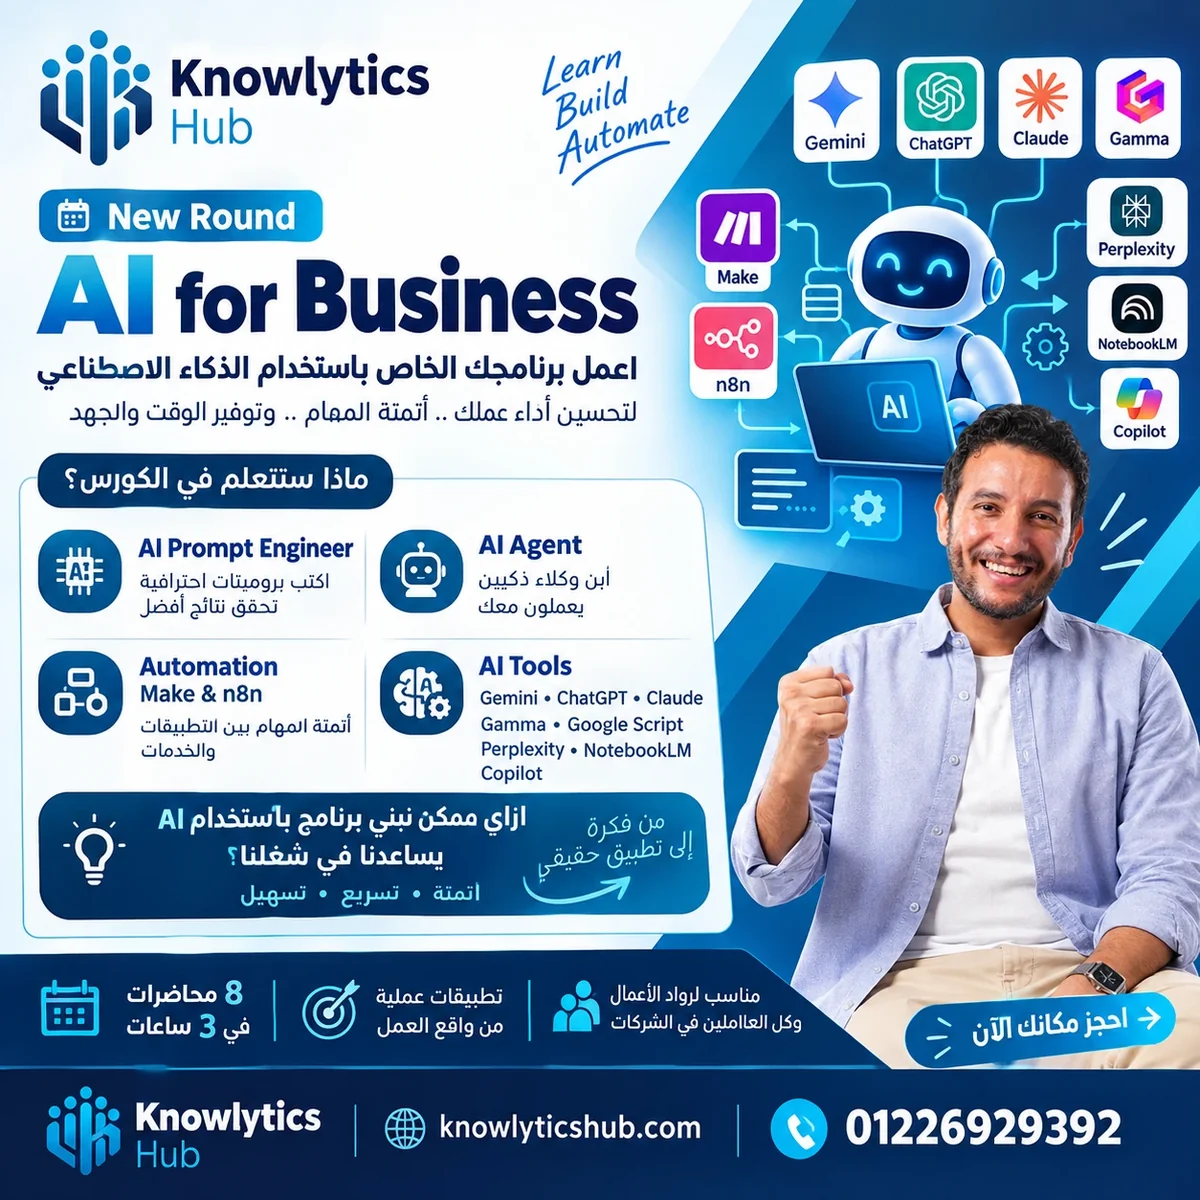 Knowlytics
Hub
Learn
Build
Automate
Gemini
ChatGPT
Claude
Gamma
Make
Perplexity
n8n
NotebookLM
Copilot
AI
New Round
AI for Business
اعمل برنامجك الخاص باستخدام الذكاء الاصطناعي
لتحسين أداء عملك .. أتمتة المهام .. وتوفير الوقت والجهد
ماذا ستتعلم في الكورس؟
AI
AI Prompt Engineer
اكتب بروميتات احترافية
تحقق نتائج أفضل
AI Agent
أبن وكلاء ذكيين
يعملون معك
Automation
Make & n8n
أتمتة المهام بين التطبيقات
والخدمات
A
AI Tools
Gemini • ChatGPT • Claude
Gamma • Google Script
Perplexity • NotebookLM
Copilot
ازاي ممكن نبني برنامج باستخدام AI
يساعدنا في شغلنا؟
أتمتة • تسريع • تسهيل
من فكرة
إلى تطبيق حقيقي
8 محاضرات
في 3 ساعات
تطبيقات عملية
من واقع العمل
مناسب لرواد الأعمال
وكل العااملين في الشركات
احجز مكانك الآن
Knowlytics
Hub
knowlyticshub.com
01226929392